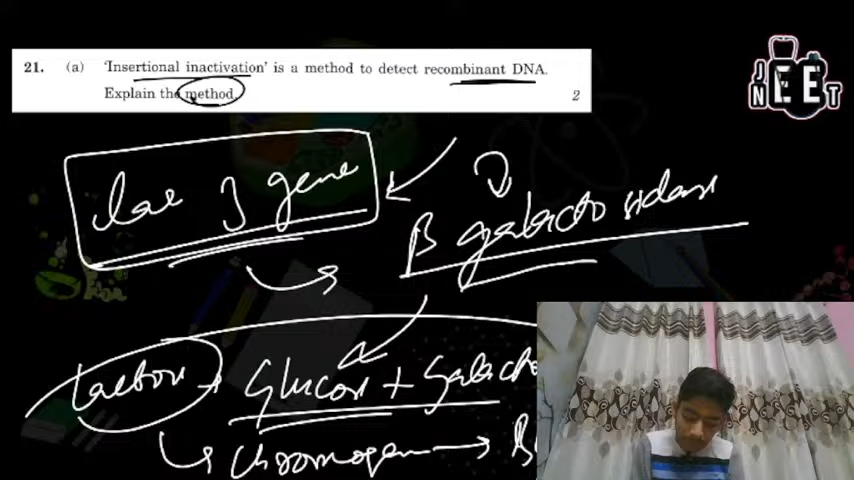 21. (a) 'Insertional inactivation' is a method to detect recombinant DNA.
Explain the method. 2
J NEET
lac z gene
β galactosidase
Lactose → Glucose + Galacto
chromogen →